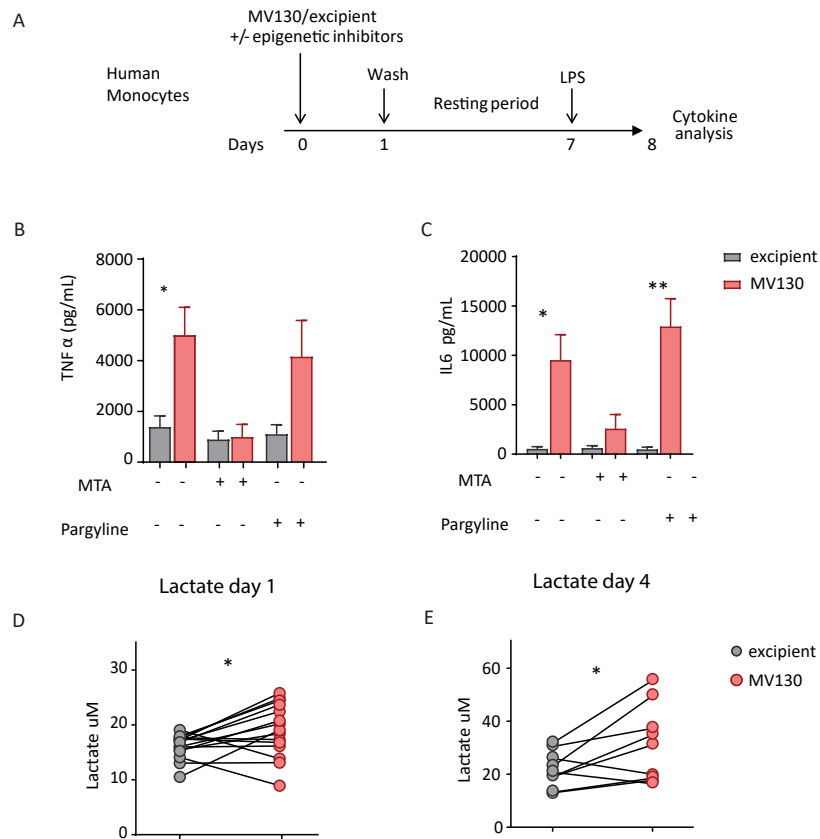 A
MV130/excipient
+/- epigenetic inhibitors
Human
Monocytes
Wash
LPS
Resting period
Cytokine
analysis
Days 0 1 7 8
B
TNF α (pg/mL)
8000
6000
4000
2000
0
*
MTA - - + + - -
Pargyline - - - - + +
C
IL6 pg/mL
20000
15000
10000
5000
0
*
**
excipient
MV130
MTA - - + + - -
Pargyline - - - - + +
Lactate day 1
D
Lactate uM
30
20
10
0
*
Lactate day 4
E
Lactate uM
60
40
20
0
*
excipient
MV130